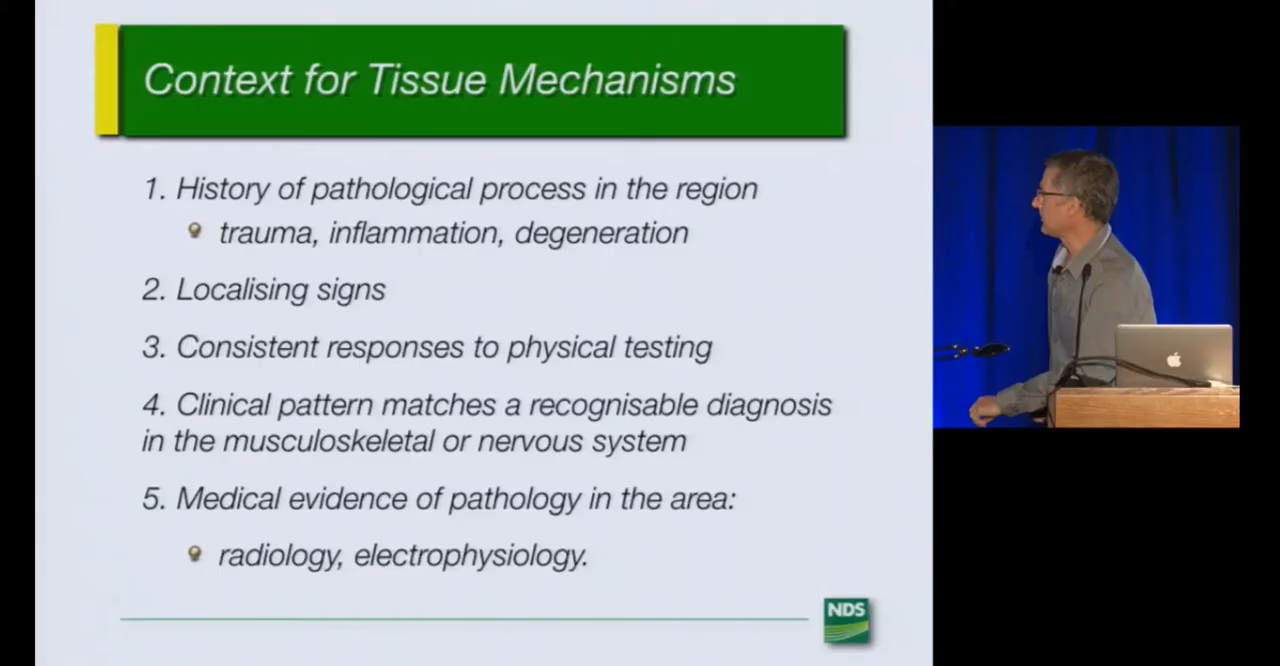 Context for Tissue Mechanisms
1. History of pathological process in the region
trauma, inflammation, degeneration
2. Localising signs
3. Consistent responses to physical testing
4. Clinical pattern matches a recognisable diagnosis
in the musculoskeletal or nervous system
5. Medical evidence of pathology in the area:
radiology, electrophysiology.
NDS